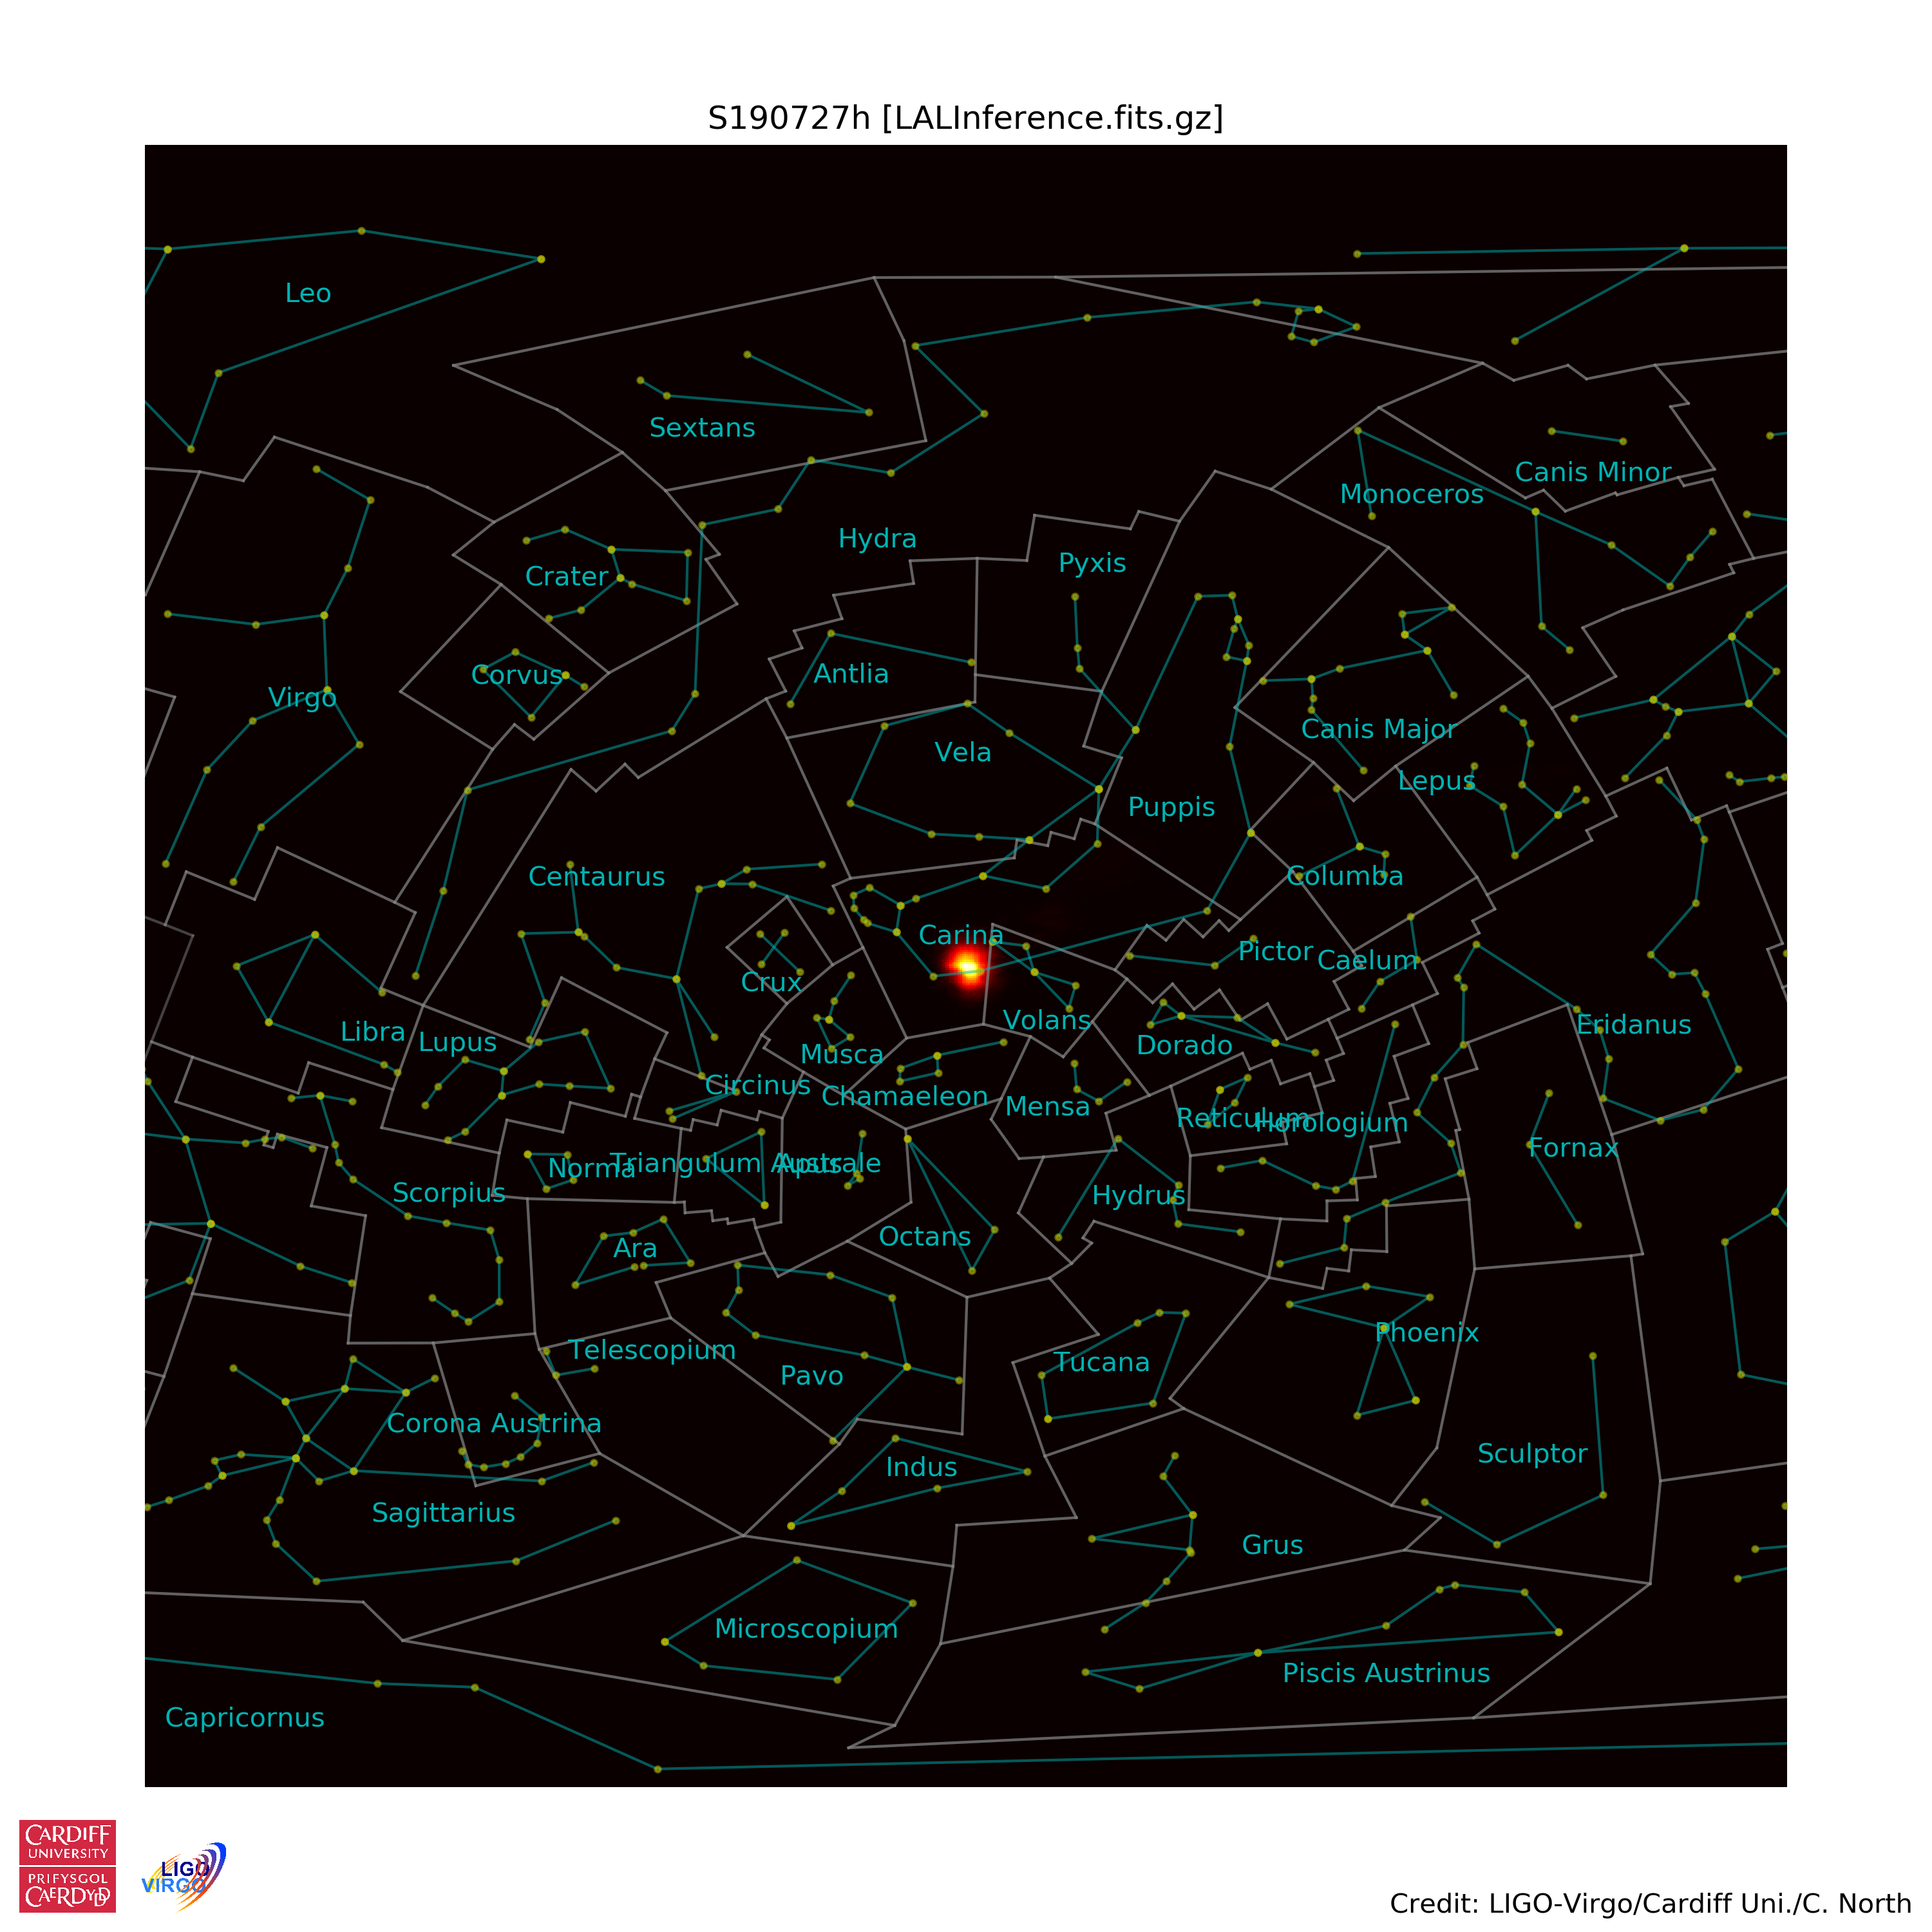 S190727h [LALInference.fits.gz]
Leo
Sextans
Canis Minor
Monoceros
Hydra
Pyxis
Crater
Corvus
Antlia
Virgo
Canis Major
Vela
Lepus
Puppis
Centaurus
Columba
Carina
Pictor
Caelum
Crux
Volans
Eridanus
Libra
Lupus
Dorado
Musca
Circinus
Chamaeleon
Mensa
Reticulum
Horologium
Fornax
Norma
Triangulum Australe
Apus
Scorpius
Hydrus
Octans
Ara
Phoenix
Telescopium
Tucana
Pavo
Corona Austrina
Sculptor
Indus
Sagittarius
Grus
Microscopium
Piscis Austrinus
Capricornus
CARDIFF
UNIVERSITY
PRIFYSGOL
CAERDYDD
LIGO
VIRGO
Credit: LIGO-Virgo/Cardiff Uni./C. North